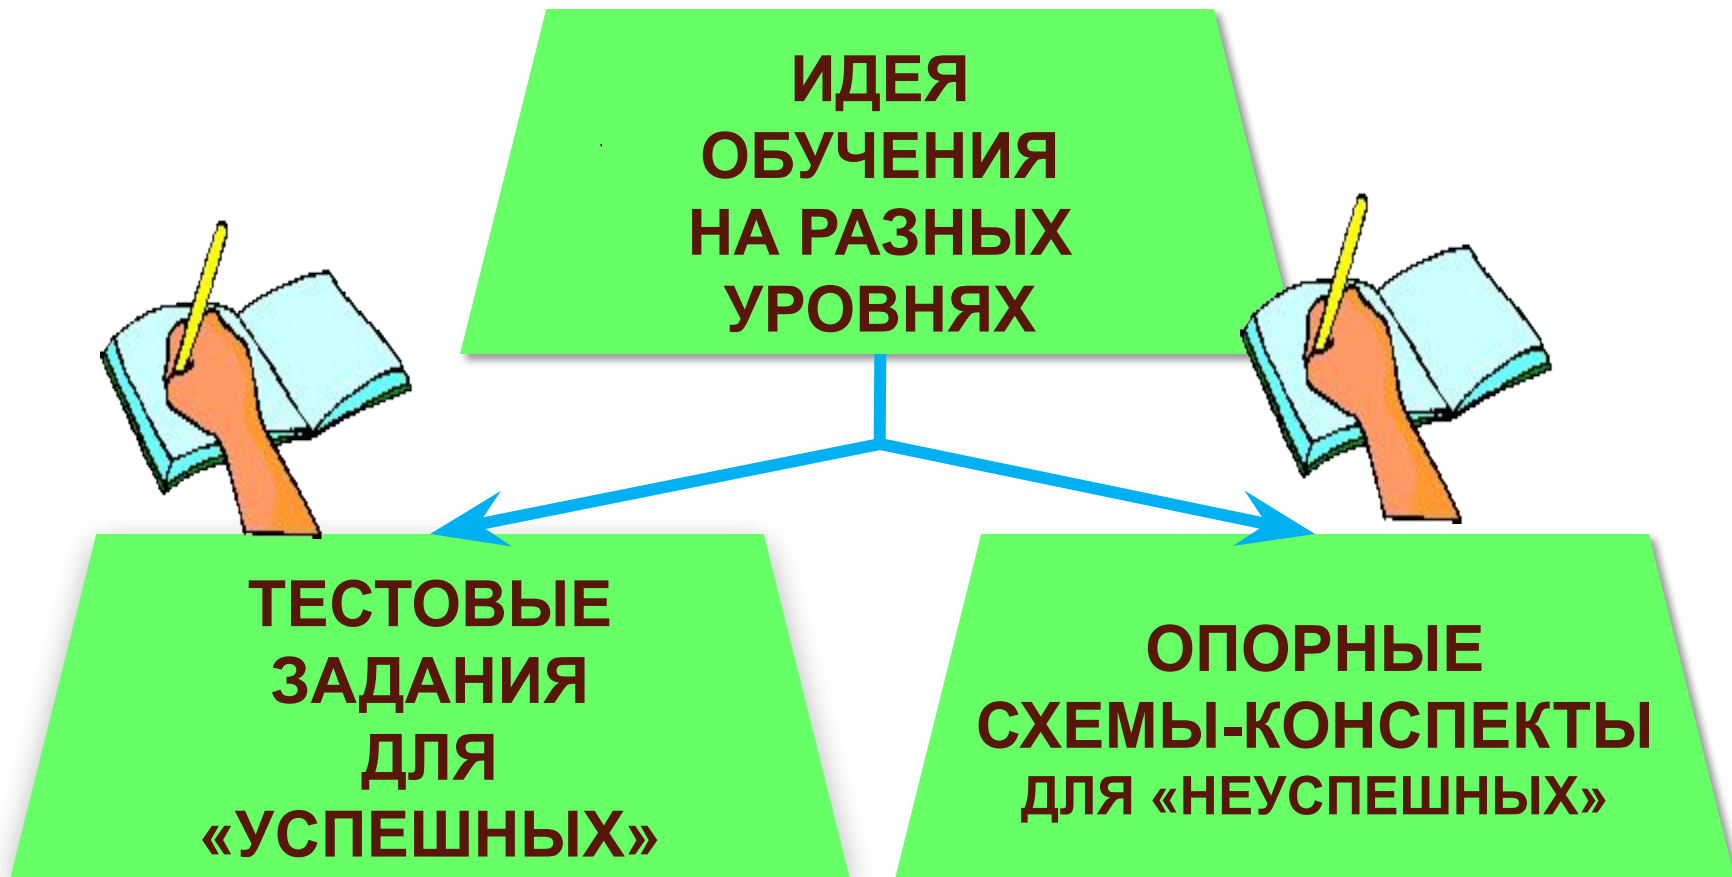 ИДЕЯ
ОБУЧЕНИЯ
НА РАЗНЫХ
УРОВНЯХ
ТЕСТОВЫЕ
ЗАДАНИЯ
ДЛЯ
«УСПЕШНЫХ»
ОПОРНЫЕ
СХЕМЫ-КОНСПЕКТЫ
ДЛЯ «НЕУСПЕШНЫХ»